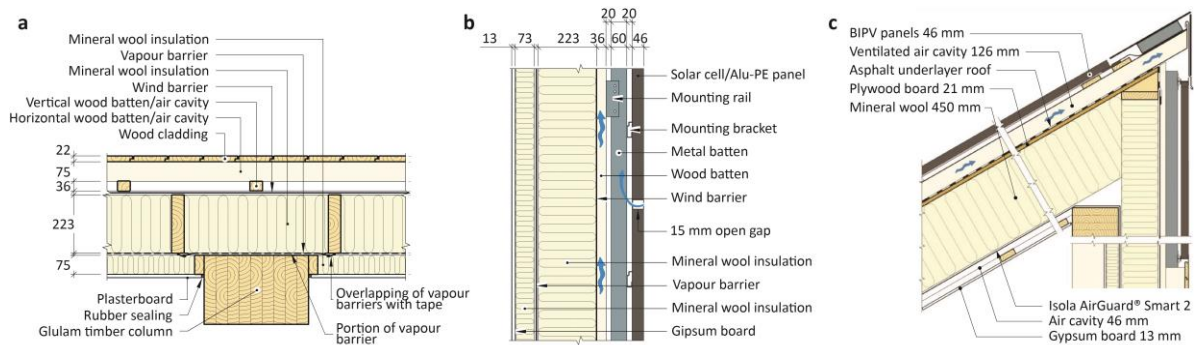 a
Mineral wool insulation
Vapour barrier
Mineral wool insulation
Wind barrier
Vertical wood batten/air cavity
Horizontal wood batten/air cavity
Wood cladding
22
75
36
223
75
Plasterboard
Rubber sealing
Glulam timber column
Overlapping of vapour
barriers with tape
Portion of vapour
barrier
b
20 20
13 73 223 36 60 46
Solar cell/Alu-PE panel
Mounting rail
Mounting bracket
Metal batten
Wood batten
Wind barrier
15 mm open gap
Mineral wool insulation
Vapour barrier
Mineral wool insulation
Gipsum board
c
BIPV panels 46 mm
Ventilated air cavity 126 mm
Asphalt underlayer roof
Plywood board 21 mm
Mineral wool 450 mm
Isola AirGuard® Smart 2
Air cavity 46 mm
Gypsum board 13 mm